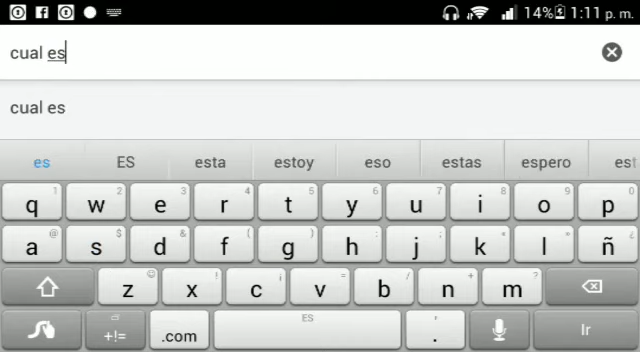 14% 1:11 p. m.
cual es
cual es
es ES esta estoy eso estas espero est
1 2 3 4 5 6 7 8 9 0
q w e r t y u i o p
@ $ & ( ) : ; " * ¿
a s d f g h j k l ñ
! ¡ = / + ?
z x c v b n m
ES '
+!= .com . Ir